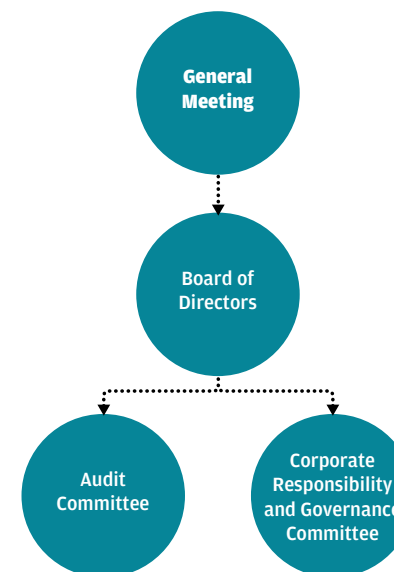 General
Meeting
Board of
Directors
Audit
Committee
Corporate
Responsibility
and Governance
Committee